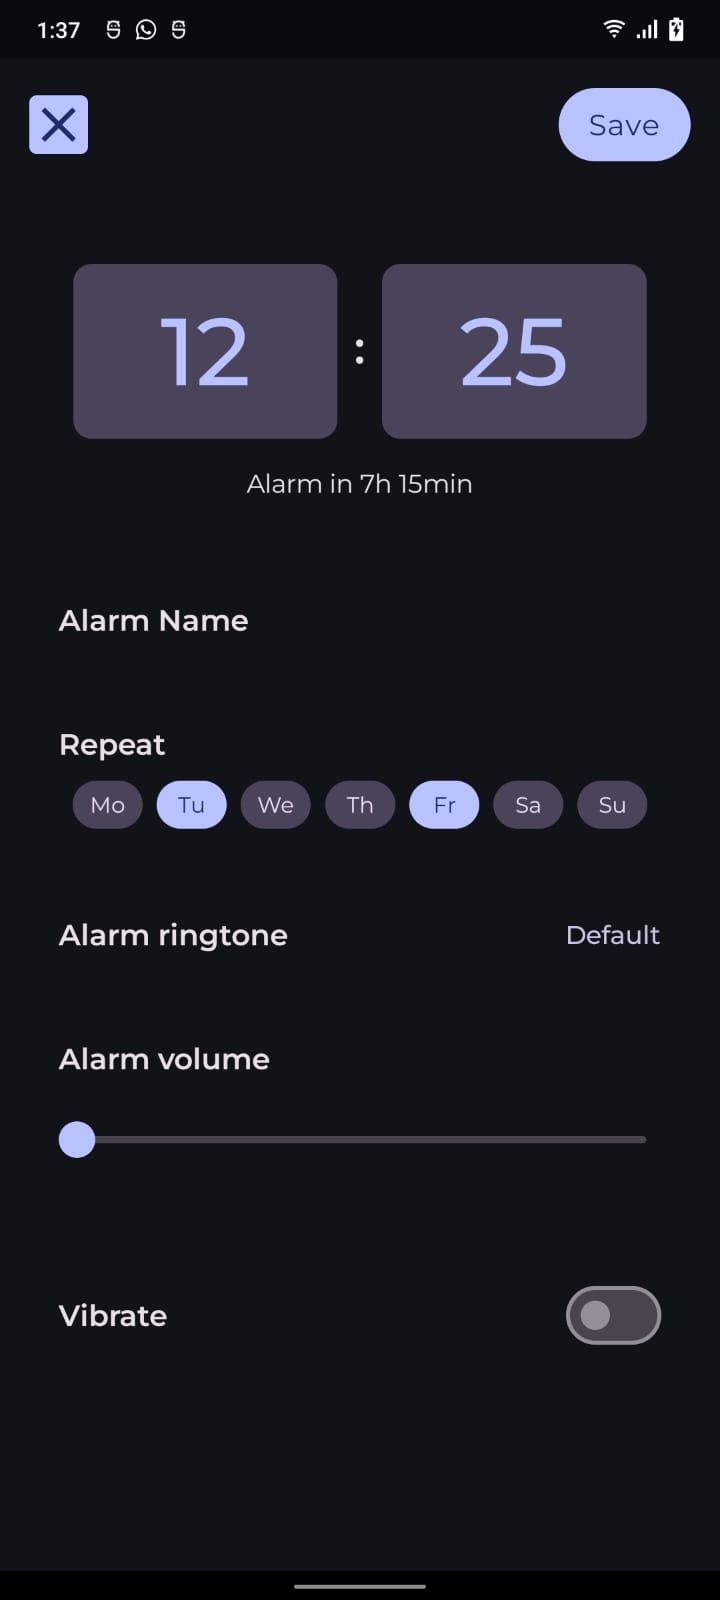 1:37
Save
12 : 25
Alarm in 7h 15min
Alarm Name
Repeat
Mo Tu We Th Fr Sa Su
Alarm ringtone Default
Alarm volume
Vibrate